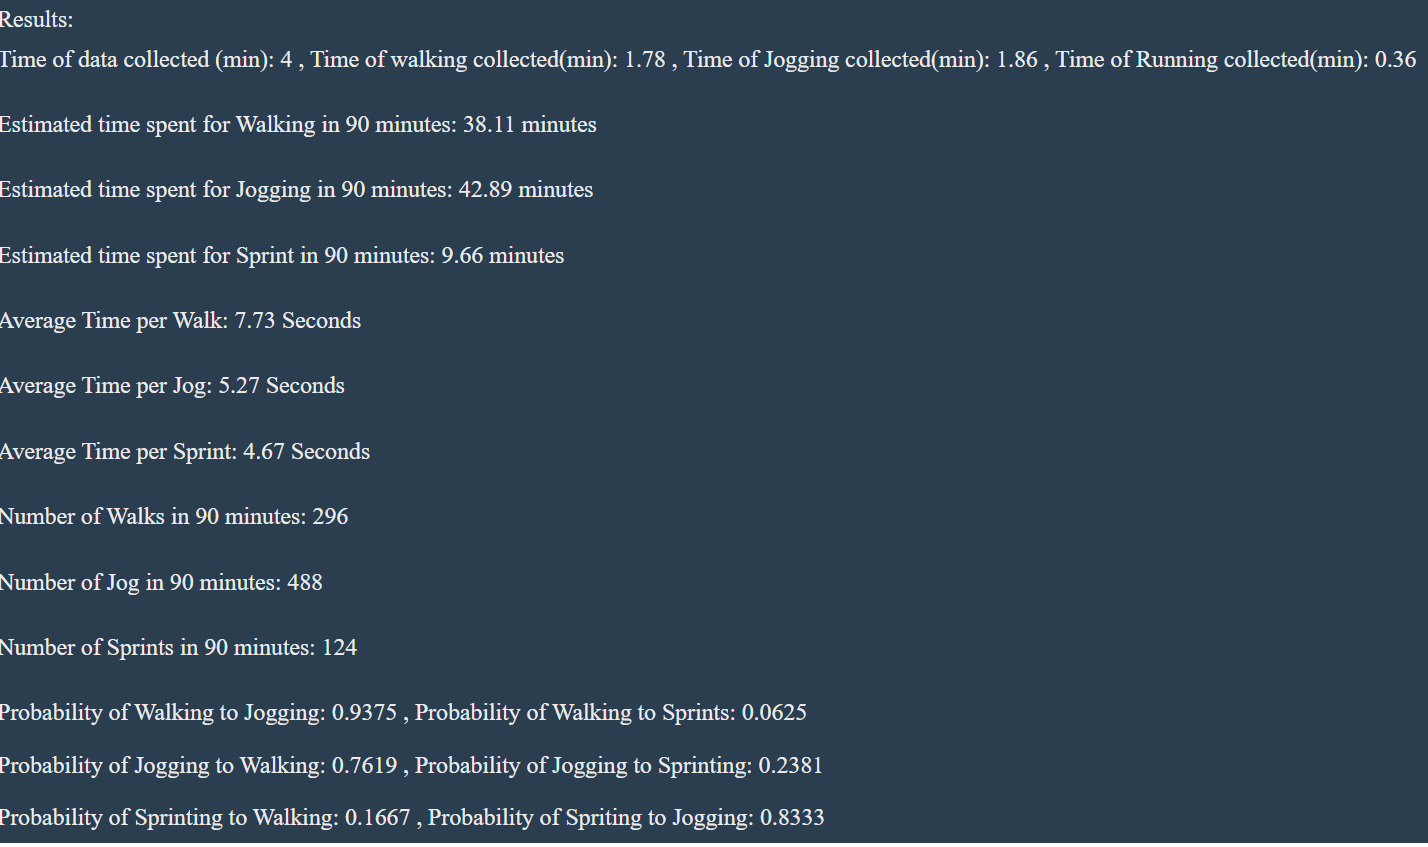 Results:
Time of data collected (min): 4 , Time of walking collected(min): 1.78 , Time of Jogging collected(min): 1.86 , Time of Running collected(min): 0.36
Estimated time spent for Walking in 90 minutes: 38.11 minutes
Estimated time spent for Jogging in 90 minutes: 42.89 minutes
Estimated time spent for Sprint in 90 minutes: 9.66 minutes
Average Time per Walk: 7.73 Seconds
Average Time per Jog: 5.27 Seconds
Average Time per Sprint: 4.67 Seconds
Number of Walks in 90 minutes: 296
Number of Jog in 90 minutes: 488
Number of Sprints in 90 minutes: 124
Probability of Walking to Jogging: 0.9375 , Probability of Walking to Sprints: 0.0625
Probability of Jogging to Walking: 0.7619 , Probability of Jogging to Sprinting: 0.2381
Probability of Sprinting to Walking: 0.1667 , Probability of Spriting to Jogging: 0.8333